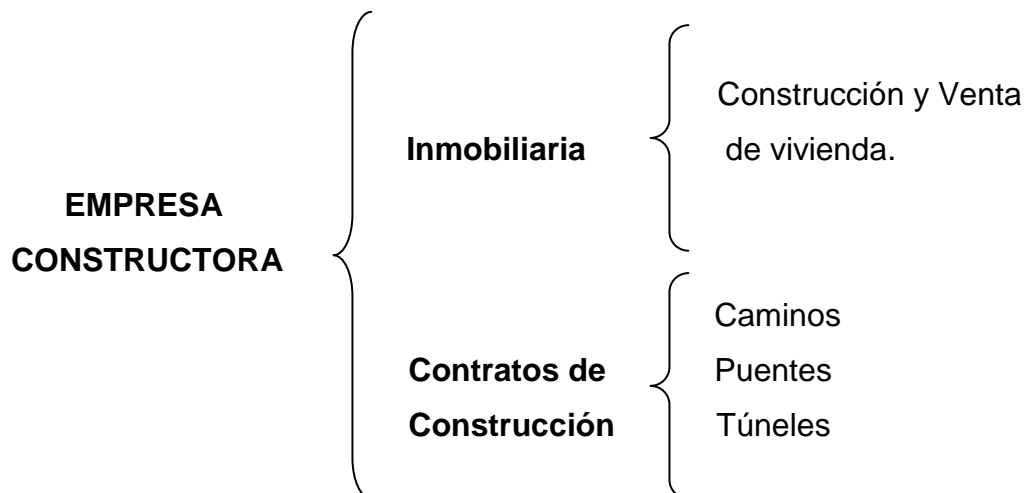 EMPRESA
CONSTRUCTORA
Inmobiliaria
Construcción y Venta
de vivienda.
Contratos de
Construcción
Caminos
Puentes
Túneles